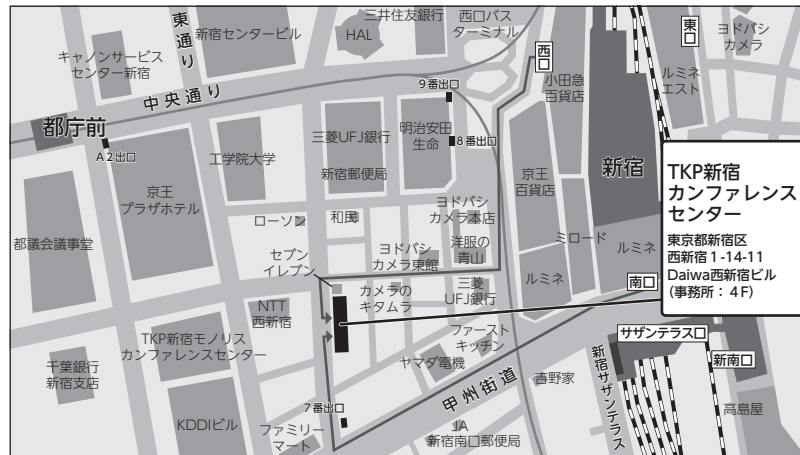 東通り
新宿センタービル
HAL
三井住友銀行
西口バス
ターミナル
西口
東口
ヨドバシ
カメラ
キヤノンサービス
センター新宿
中央通り
小田急
百貨店
ルミネ
エスト
都庁前
A2出口
9番出口
8番出口
工学院大学
三菱UFJ銀行
新宿郵便局
明治安田
生命
京王
プラザホテル
京王
百貨店
新宿
TKP新宿
カンファレンス
センター
東京都新宿区
西新宿1-14-11
Daiwa西新宿ビル
(事務所：4F)
ローソン
和民
ヨドバシ
カメラ本店
都議会議事堂
セブン
イレブン
ヨドバシ
カメラ東館
洋服の
青山
ミロード
ルミネ
ルミネ
南口
カメラの
キタムラ
三菱
UFJ銀行
NTT
西新宿
TKP新宿モノリス
カンファレンスセンター
ファースト
キッチン
サザンテラス口
新南口
千葉銀行
新宿支店
ヤマダ電機
甲州街道
吉野家
新宿サザンテラス
高島屋
KDDIビル
7番出口
ファミリー
マート
JA
新宿南口郵便局